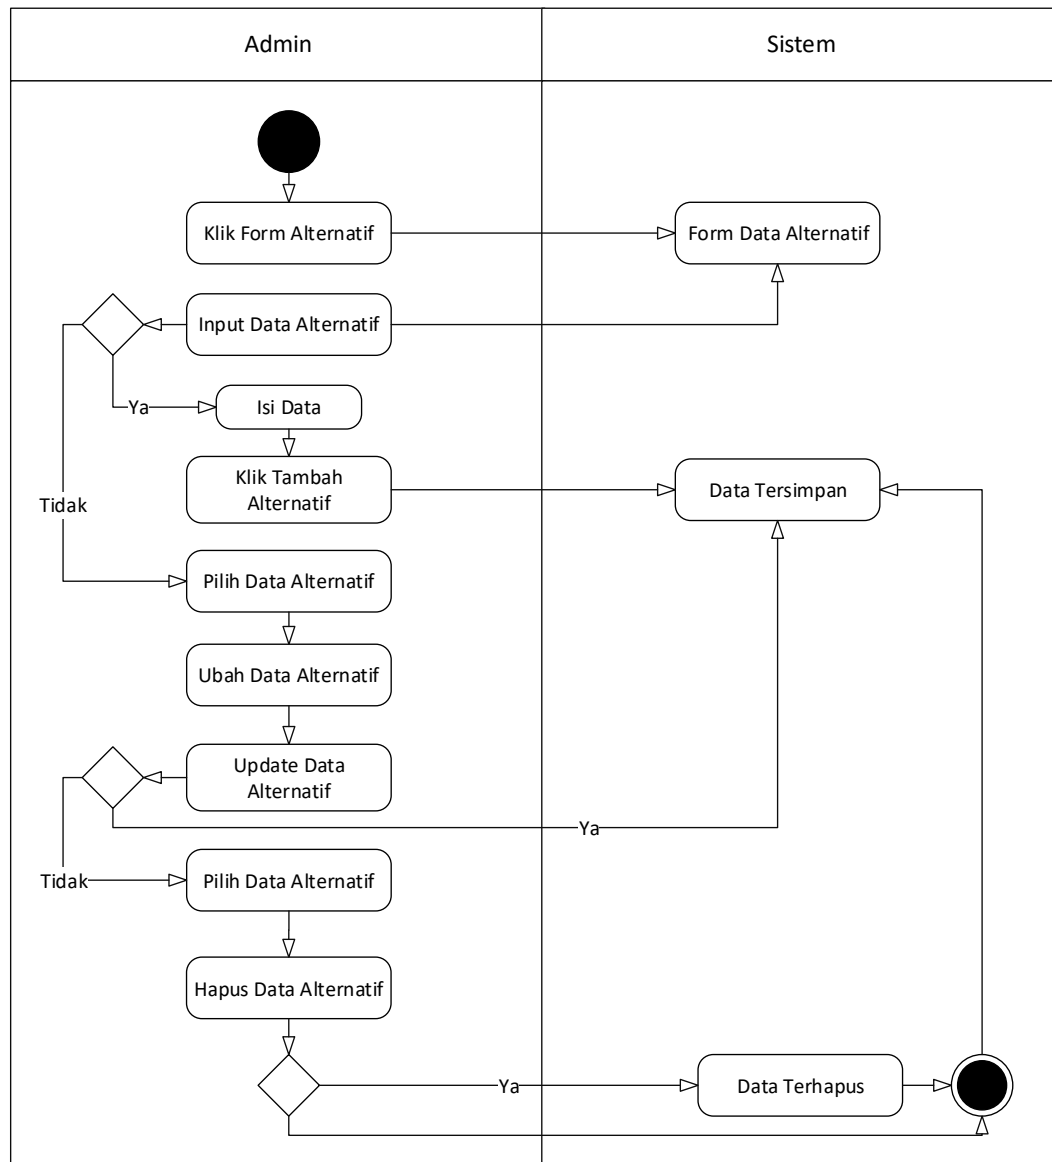 Admin
Sistem
Klik Form Alternatif
Form Data Alternatif
Input Data Alternatif
Ya
Isi Data
Klik Tambah
Alternatif
Data Tersimpan
Tidak
Pilih Data Alternatif
Ubah Data Alternatif
Update Data
Alternatif
Ya
Tidak
Pilih Data Alternatif
Hapus Data Alternatif
Ya
Data Terhapus